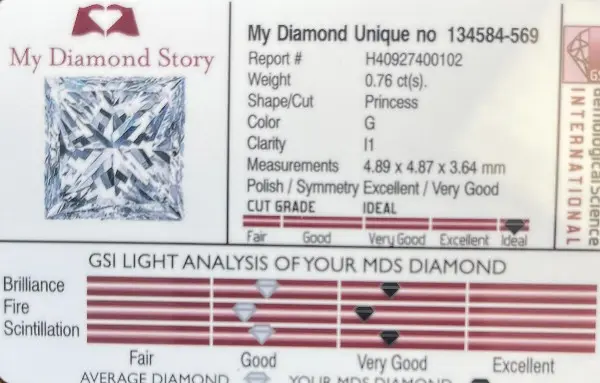 My Diamond Story
My Diamond Unique no 134584-569
Report # H40927400102
Weight 0.76 ct(s).
Shape/Cut Princess
Color G
Clarity I1
Measurements 4.89 x 4.87 x 3.64 mm
Polish / Symmetry Excellent / Very Good
CUT GRADE IDEAL
Fair Good Very Good Excellent Ideal
GS
Gemological Science
INTERNATIONAL
GSI LIGHT ANALYSIS OF YOUR MDS DIAMOND
Brilliance
Fire
Scintillation
Fair Good Very Good Excellent
AVERAGE DIAMOND YOUR MDS DIAMOND